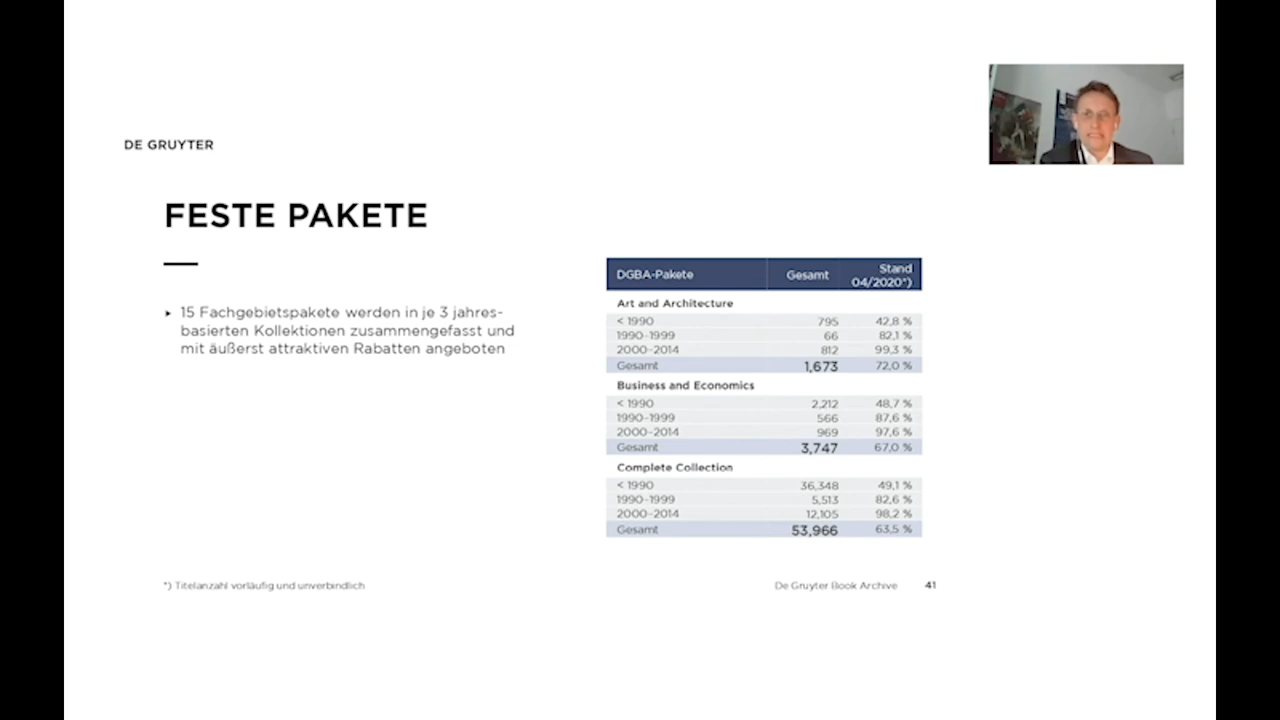 DE GRUYTER
FESTE PAKETE
▸ 15 Fachgebietspakete werden in je 3 jahres-
basierten Kollektionen zusammengefasst und
mit äußerst attraktiven Rabatten angeboten
DGBA-Pakete Gesamt Stand
04/2020*)
Art and Architecture
< 1990 795 42,8 %
1990-1999 66 82,1 %
2000-2014 812 99,3 %
Gesamt 1,673 72,0 %
Business and Economics
< 1990 2,212 48,7 %
1990-1999 566 87,6 %
2000-2014 969 97,6 %
Gesamt 3,747 67,0 %
Complete Collection
< 1990 36,348 49,1 %
1990-1999 5,513 82,6 %
2000-2014 12,105 98,2 %
Gesamt 53,966 63,5 %
*) Titelanzahl vorläufig und unverbindlich
De Gruyter Book Archive 41